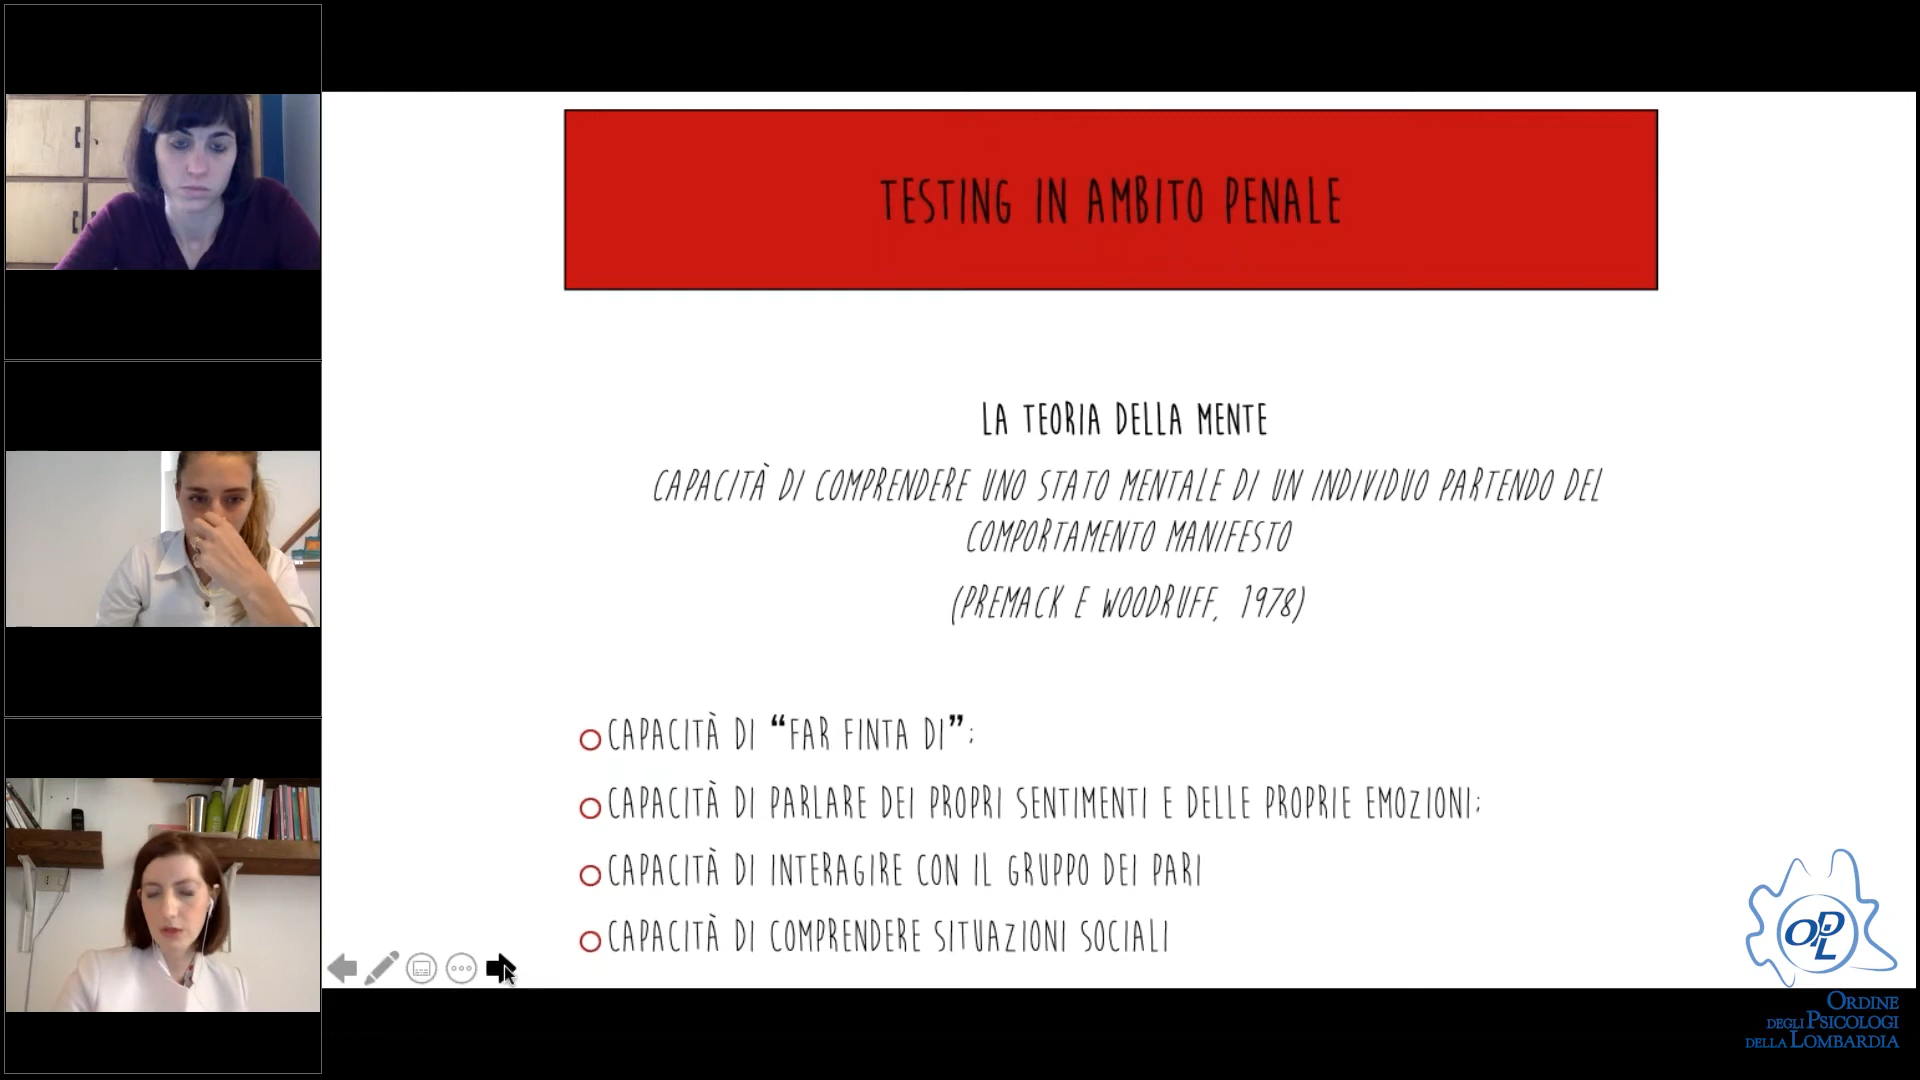 TESTING IN AMBITO PENALE
LA TEORIA DELLA MENTE
CAPACITÀ DI COMPRENDERE UNO STATO MENTALE DI UN INDIVIDUO PARTENDO DEL
COMPORTAMENTO MANIFESTO
(PREMACK E WOODRUFF, 1978)
CAPACITÀ DI “FAR FINTA DI”;
CAPACITÀ DI PARLARE DEI PROPRI SENTIMENTI E DELLE PROPRIE EMOZIONI;
CAPACITÀ DI INTERAGIRE CON IL GRUPPO DEI PARI
CAPACITÀ DI COMPRENDERE SITUAZIONI SOCIALI
OPL
ORDINE
DEGLI PSICOLOGI
DELLA LOMBARDIA